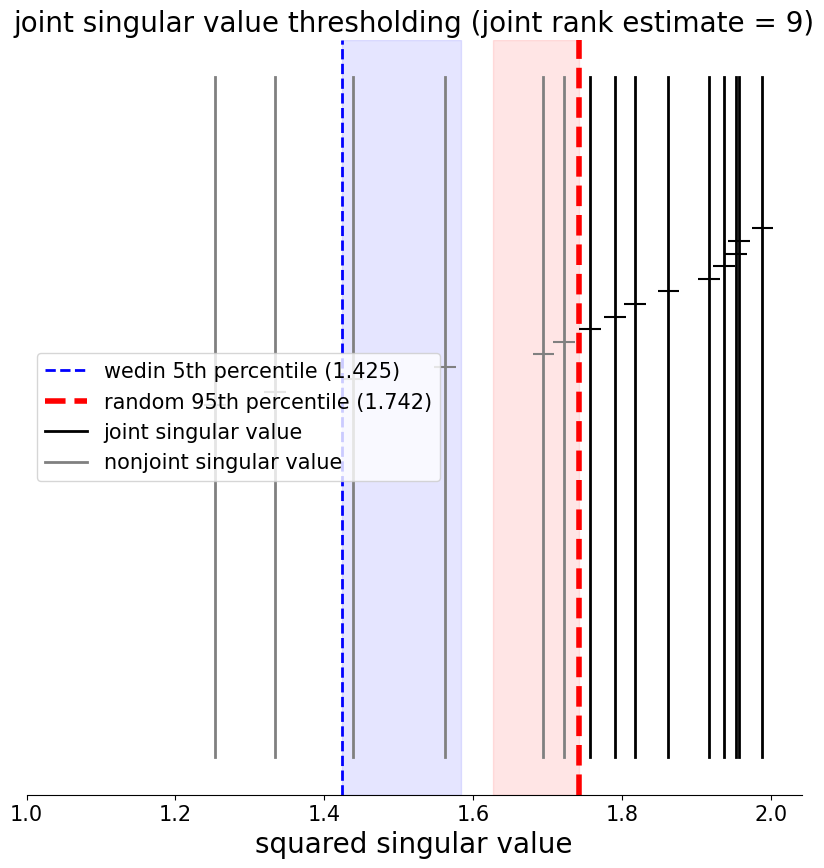 joint singular value thresholding (joint rank estimate = 9)
wedin 5th percentile (1.425)
random 95th percentile (1.742)
joint singular value
nonjoint singular value
1.0 1.2 1.4 1.6 1.8 2.0
squared singular value